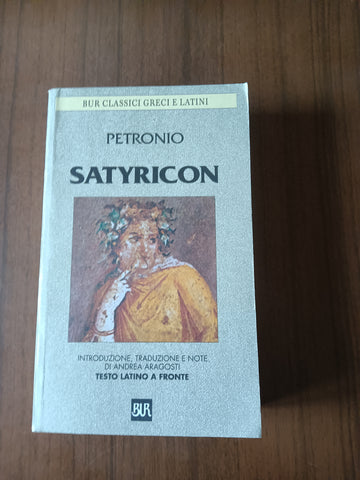 BUR CLASSICI GRECI E LATINI
PETRONIO
SATYRICON
INTRODUZIONE, TRADUZIONE E NOTE
DI ANDREA ARAGOSTI
TESTO LATINO A FRONTE
BUR